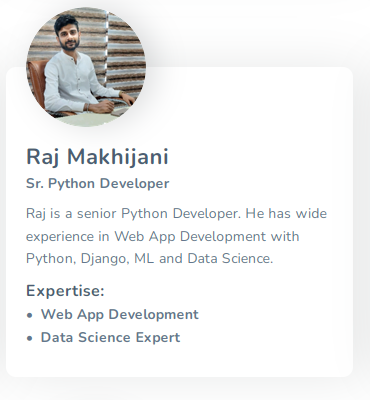 Raj Makhijani
Sr. Python Developer
Raj is a senior Python Developer. He has wide
experience in Web App Development with
Python, Django, ML and Data Science.
Expertise:
• Web App Development
• Data Science Expert